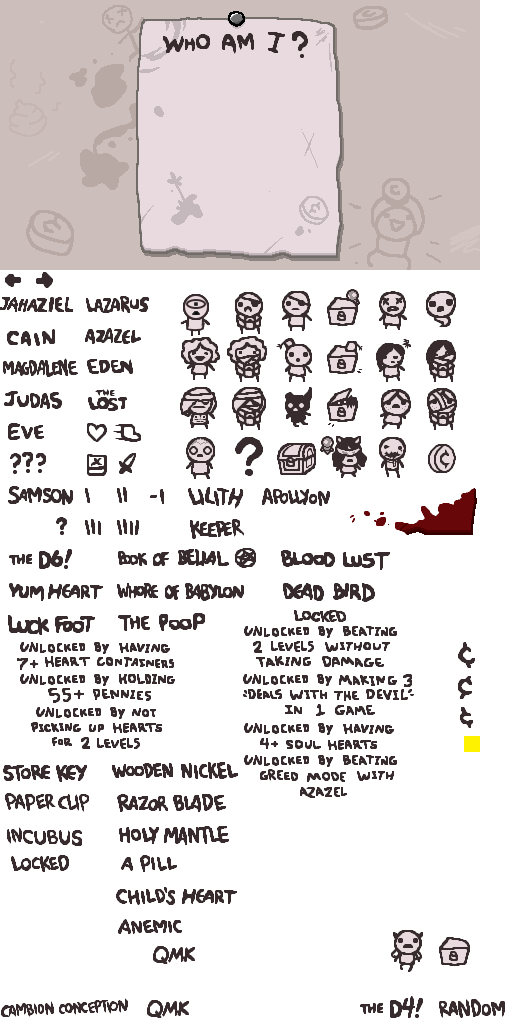 WHO AM I?
JAHAZIEL LAZARUS
CAIN AZAZEL
MAGDALENE EDEN
JUDAS THE LOST
EVE
???
?
SAMSON I II -1 LILITH APOLLYON
? III IIII KEEPER
THE D6! BOOK OF BELIAL BLOOD LUST
YUM HEART WHORE OF BABYLON DEAD BIRD
LUCK FOOT THE POOP
LOCKED
UNLOCKED BY HAVING
7+ HEART CONTAINERS
UNLOCKED BY HOLDING
55+ PENNIES
UNLOCKED BY NOT
PICKING UP HEARTS
FOR 2 LEVELS
UNLOCKED BY BEATING
2 LEVELS WITHOUT
TAKING DAMAGE
UNLOCKED BY MAKING 3
"DEALS WITH THE DEVIL"
IN 1 GAME
UNLOCKED BY HAVING
4+ SOUL HEARTS
UNLOCKED BY BEATING
GREED MODE WITH
AZAZEL
¢
¢
¢
STORE KEY WOODEN NICKEL
PAPER CLIP RAZOR BLADE
INCUBUS HOLY MANTLE
LOCKED A PILL
CHILD'S HEART
ANEMIC
QMK
CAMBION CONCEPTION QMK THE D4! RANDOM